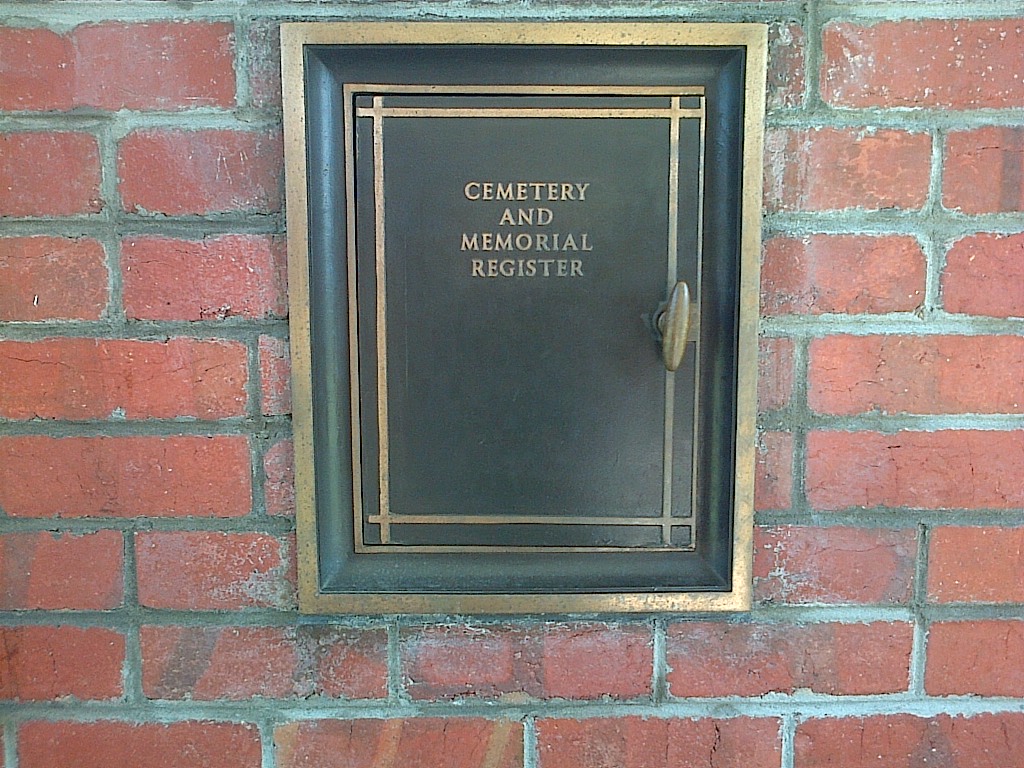 CEMETERY
AND
MEMORIAL
REGISTER